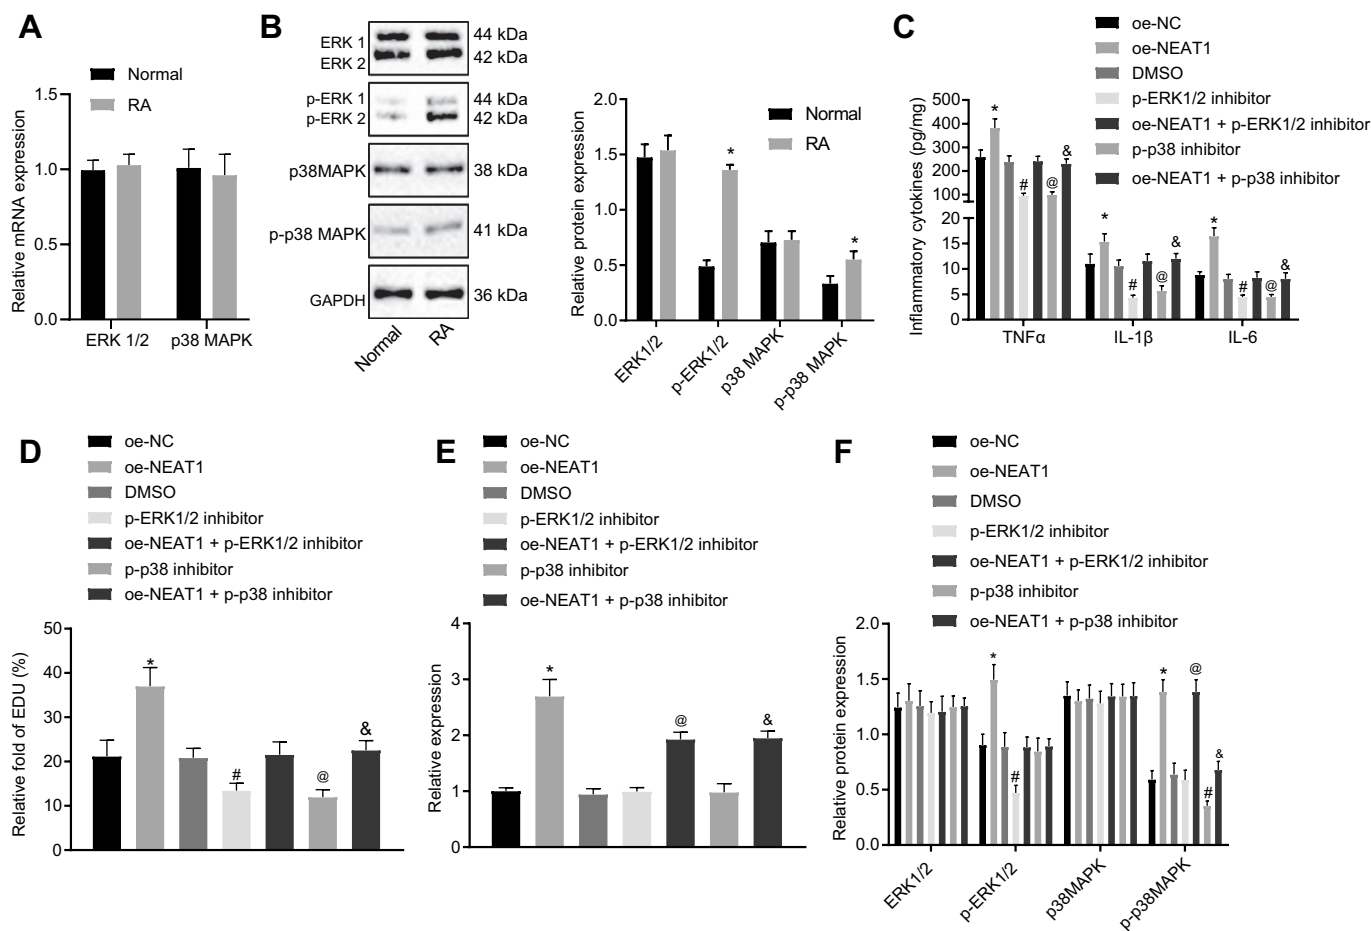 A
Normal
RA
1.5
1.0
0.5
0.0
Relative mRNA expression
ERK 1/2
p38 MAPK
B
ERK 1
ERK 2
44 kDa
42 kDa
p-ERK 1
p-ERK 2
44 kDa
42 kDa
p38MAPK
38 kDa
p-p38 MAPK
41 kDa
GAPDH
36 kDa
Normal
RA
Normal
RA
2.0
1.5
1.0
0.5
0.0
Relative protein expression
*
*
ERK1/2
p-ERK1/2
p38 MAPK
p-p38 MAPK
C
oe-NC
oe-NEAT1
DMSO
p-ERK1/2 inhibitor
oe-NEAT1 + p-ERK1/2 inhibitor
p-p38 inhibitor
oe-NEAT1 + p-p38 inhibitor
Inflammatory cytokines (pg/mg)
500
400
300
200
100
20
15
10
5
0
* # @ &
* # @ &
* # @ &
TNFα
IL-1β
IL-6
D
oe-NC
oe-NEAT1
DMSO
p-ERK1/2 inhibitor
oe-NEAT1 + p-ERK1/2 inhibitor
p-p38 inhibitor
oe-NEAT1 + p-p38 inhibitor
Relative fold of EDU (%)
50
40
30
20
10
0
* # @ &
E
oe-NC
oe-NEAT1
DMSO
p-ERK1/2 inhibitor
oe-NEAT1 + p-ERK1/2 inhibitor
p-p38 inhibitor
oe-NEAT1 + p-p38 inhibitor
Relative expression
4
3
2
1
0
* @ &
F
oe-NC
oe-NEAT1
DMSO
p-ERK1/2 inhibitor
oe-NEAT1 + p-ERK1/2 inhibitor
p-p38 inhibitor
oe-NEAT1 + p-p38 inhibitor
Relative protein expression
2.0
1.5
1.0
0.5
0.0
* #
* # @ &
ERK1/2
p-ERK1/2
p38MAPK
p-p38MAPK